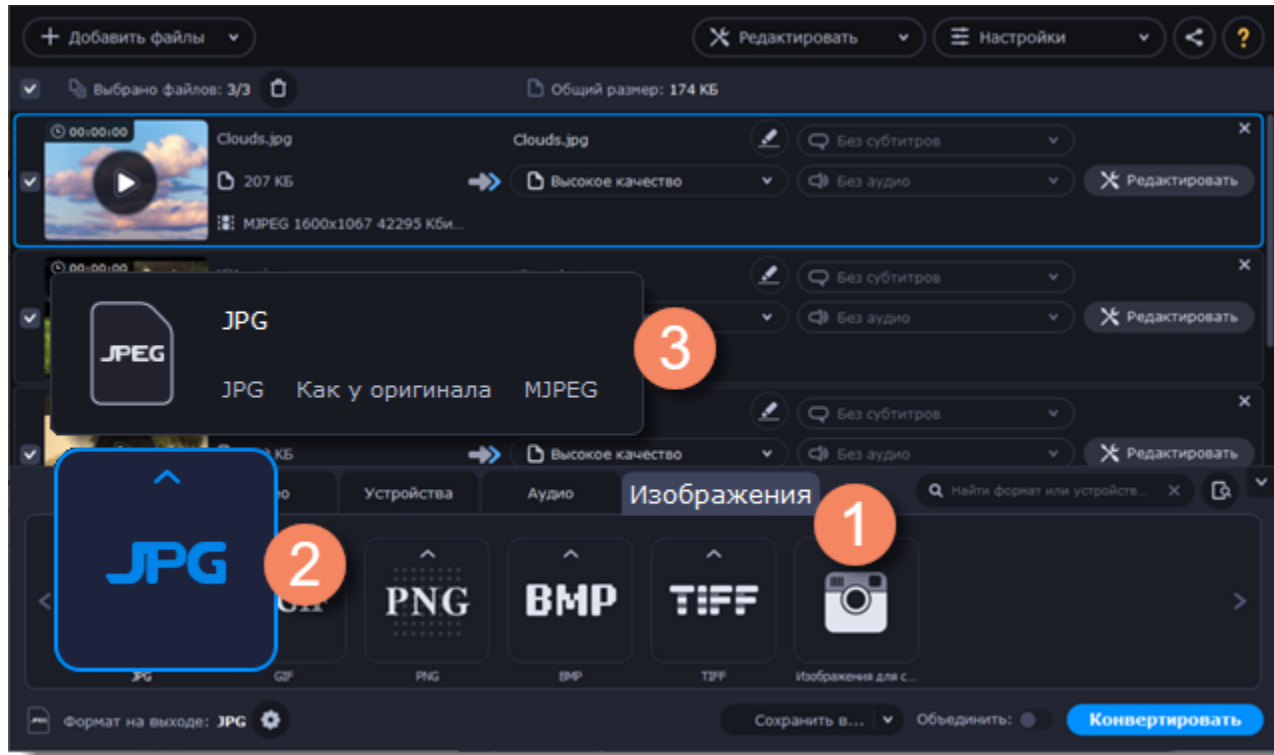 Добавить файлы
Редактировать
Настройки
?
Выбрано файлов: 3/3
Общий размер: 174 КБ
00:00:00
Clouds.jpg
Clouds.jpg
Без субтитров
207 КБ
Высокое качество
Без аудио
Редактировать
MJPEG 1600x1067 42295 Кби...
00:00:00
Без субтитров
JPEG
JPG
JPG Как у оригинала MJPEG
3
Без аудио
Редактировать
Без субтитров
КБ
Высокое качество
Без аудио
Редактировать
Устройства
Аудио
Изображения
1
Найти формат или устройств...
JPG
2
PNG
BMP
TIFF
JPG
GIF
PNG
BMP
TIFF
Изображения для с...
Формат на выходе: JPG
Сохранить в...
Объединить:
Конвертировать